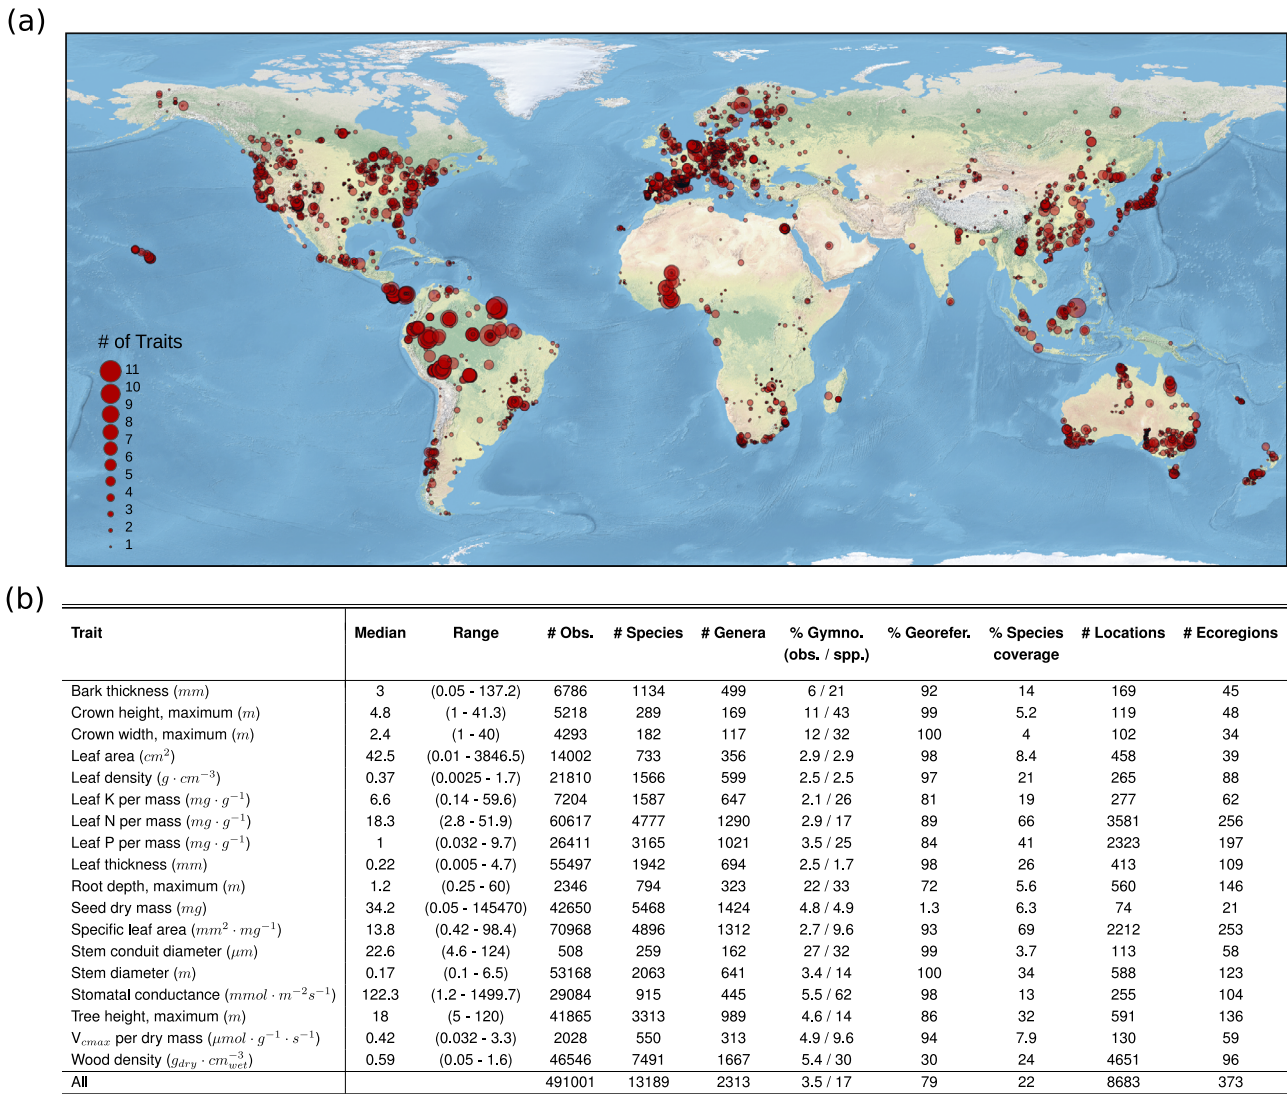 (a)
# of Traits
11
10
9
8
7
6
5
4
3
2
1
(b)
Trait Median Range # Obs. # Species # Genera % Gymno. (obs. / spp.) % Georefer. % Species coverage # Locations # Ecoregions
Bark thickness (mm) 3 (0.05 - 137.2) 6786 1134 499 6 / 21 92 14 169 45
Crown height, maximum (m) 4.8 (1 - 41.3) 5218 289 169 11 / 43 99 5.2 119 48
Crown width, maximum (m) 2.4 (1 - 40) 4293 182 117 12 / 32 100 4 102 34
Leaf area (cm²) 42.5 (0.01 - 3846.5) 14002 733 356 2.9 / 2.9 98 8.4 458 39
Leaf density (g · cm⁻³) 0.37 (0.0025 - 1.7) 21810 1566 599 2.5 / 2.5 97 21 265 88
Leaf K per mass (mg · g⁻¹) 6.6 (0.14 - 59.6) 7204 1587 647 2.1 / 26 81 19 277 62
Leaf N per mass (mg · g⁻¹) 18.3 (2.8 - 51.9) 60617 4777 1290 2.9 / 17 89 66 3581 256
Leaf P per mass (mg · g⁻¹) 1 (0.032 - 9.7) 26411 3165 1021 3.5 / 25 84 41 2323 197
Leaf thickness (mm) 0.22 (0.005 - 4.7) 55497 1942 694 2.5 / 1.7 98 26 413 109
Root depth, maximum (m) 1.2 (0.25 - 60) 2346 794 323 22 / 33 72 5.6 560 146
Seed dry mass (mg) 34.2 (0.05 - 145470) 42650 5468 1424 4.8 / 4.9 1.3 6.3 74 21
Specific leaf area (mm² · mg⁻¹) 13.8 (0.42 - 98.4) 70968 4896 1312 2.7 / 9.6 93 69 2212 253
Stem conduit diameter (μm) 22.6 (4.6 - 124) 508 259 162 27 / 32 99 3.7 113 58
Stem diameter (m) 0.17 (0.1 - 6.5) 53168 2063 641 3.4 / 14 100 34 588 123
Stomatal conductance (mmol · m⁻²s⁻¹) 122.3 (1.2 - 1499.7) 29084 915 445 5.5 / 62 98 13 255 104
Tree height, maximum (m) 18 (5 - 120) 41865 3313 989 4.6 / 14 86 32 591 136
V_cmax per dry mass (μmol · g⁻¹ · s⁻¹) 0.42 (0.032 - 3.3) 2028 550 313 4.9 / 9.6 94 7.9 130 59
Wood density (g_dry · cm_wet⁻³) 0.59 (0.05 - 1.6) 46546 7491 1667 5.4 / 30 30 24 4651 96
All 491001 13189 2313 3.5 / 17 79 22 8683 373